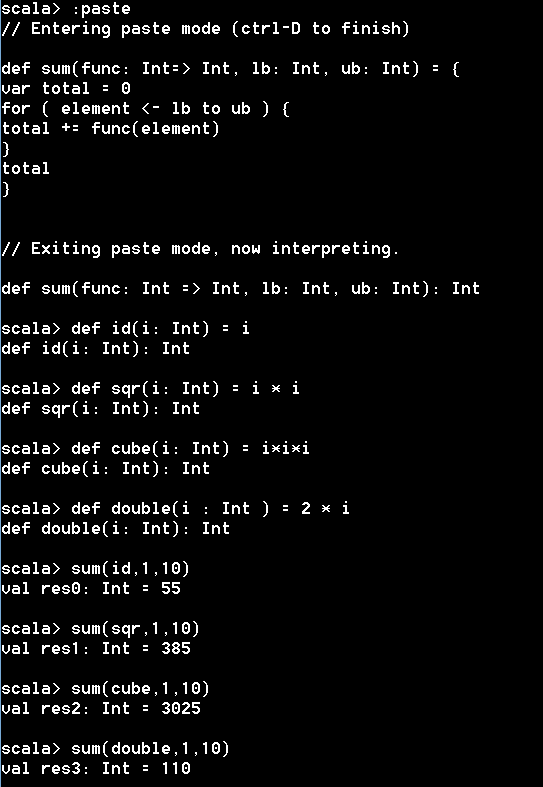 scala> :paste
// Entering paste mode (ctrl-D to finish)
def sum(func: Int=> Int, lb: Int, ub: Int) = {
var total = 0
for ( element <- lb to ub ) {
total += func(element)
}
total
}
// Exiting paste mode, now interpreting.
def sum(func: Int => Int, lb: Int, ub: Int): Int
scala> def id(i: Int) = i
def id(i: Int): Int
scala> def sqr(i: Int) = i * i
def sqr(i: Int): Int
scala> def cube(i: Int) = i*i*i
def cube(i: Int): Int
scala> def double(i : Int ) = 2 * i
def double(i: Int): Int
scala> sum(id,1,10)
val res0: Int = 55
scala> sum(sqr,1,10)
val res1: Int = 385
scala> sum(cube,1,10)
val res2: Int = 3025
scala> sum(double,1,10)
val res3: Int = 110